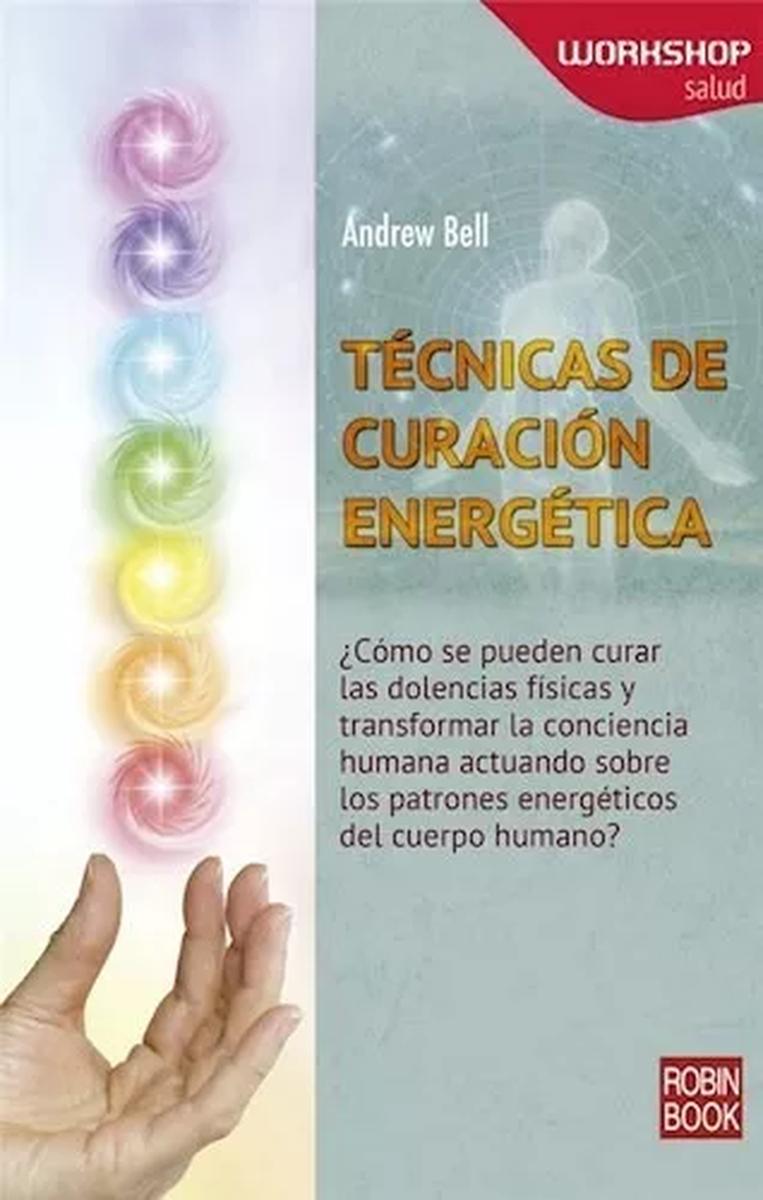 WORKSHOP
salud
Andrew Bell
TÉCNICAS DE
CURACIÓN
ENERGÉTICA
¿Cómo se pueden curar
las dolencias físicas y
transformar la conciencia
humana actuando sobre
los patrones energéticos
del cuerpo humano?
ROBIN
BOOK